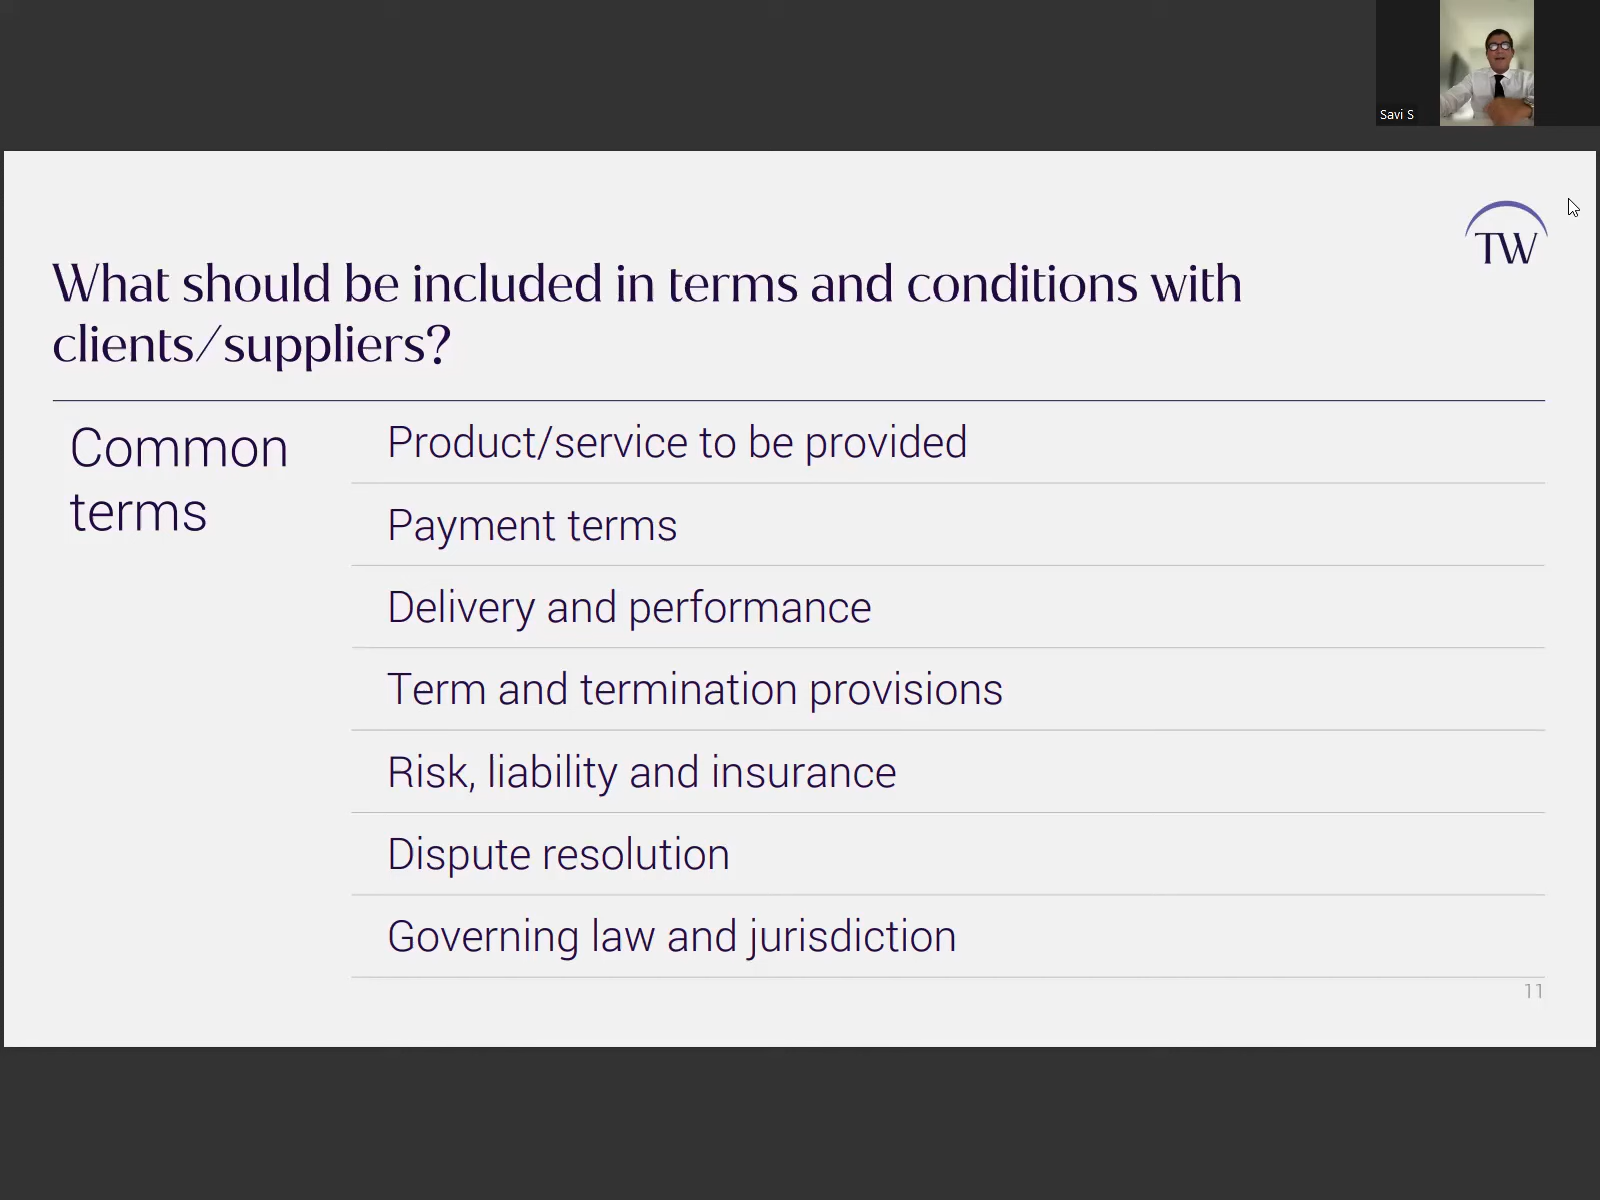 Savi S
TW
What should be included in terms and conditions with
clients/suppliers?
Common
terms
Product/service to be provided
Payment terms
Delivery and performance
Term and termination provisions
Risk, liability and insurance
Dispute resolution
Governing law and jurisdiction
11